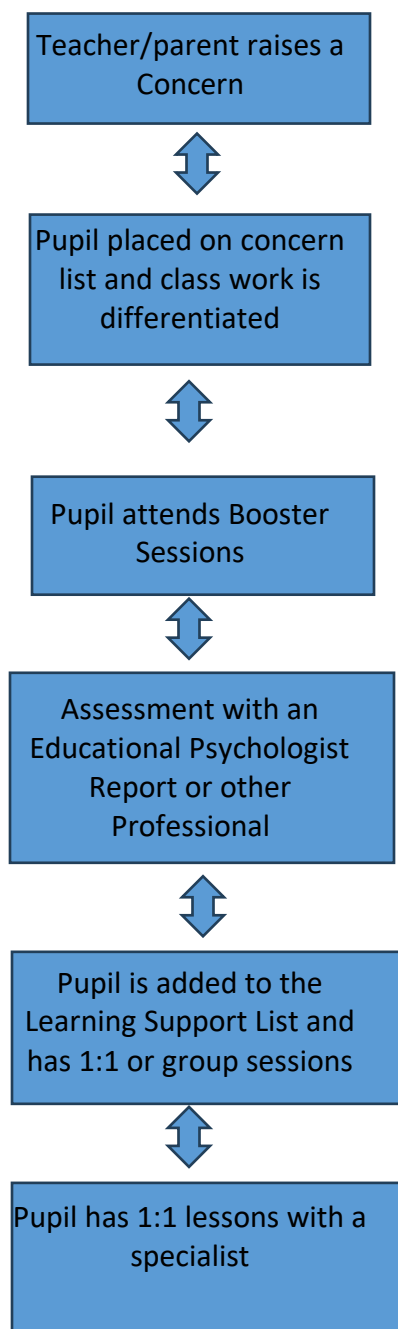 Teacher/parent raises a
Concern
Pupil placed on concern
list and class work is
differentiated
Pupil attends Booster
Sessions
Assessment with an
Educational Psychologist
Report or other
Professional
Pupil is added to the
Learning Support List and
has 1:1 or group sessions
Pupil has 1:1 lessons with a
specialist